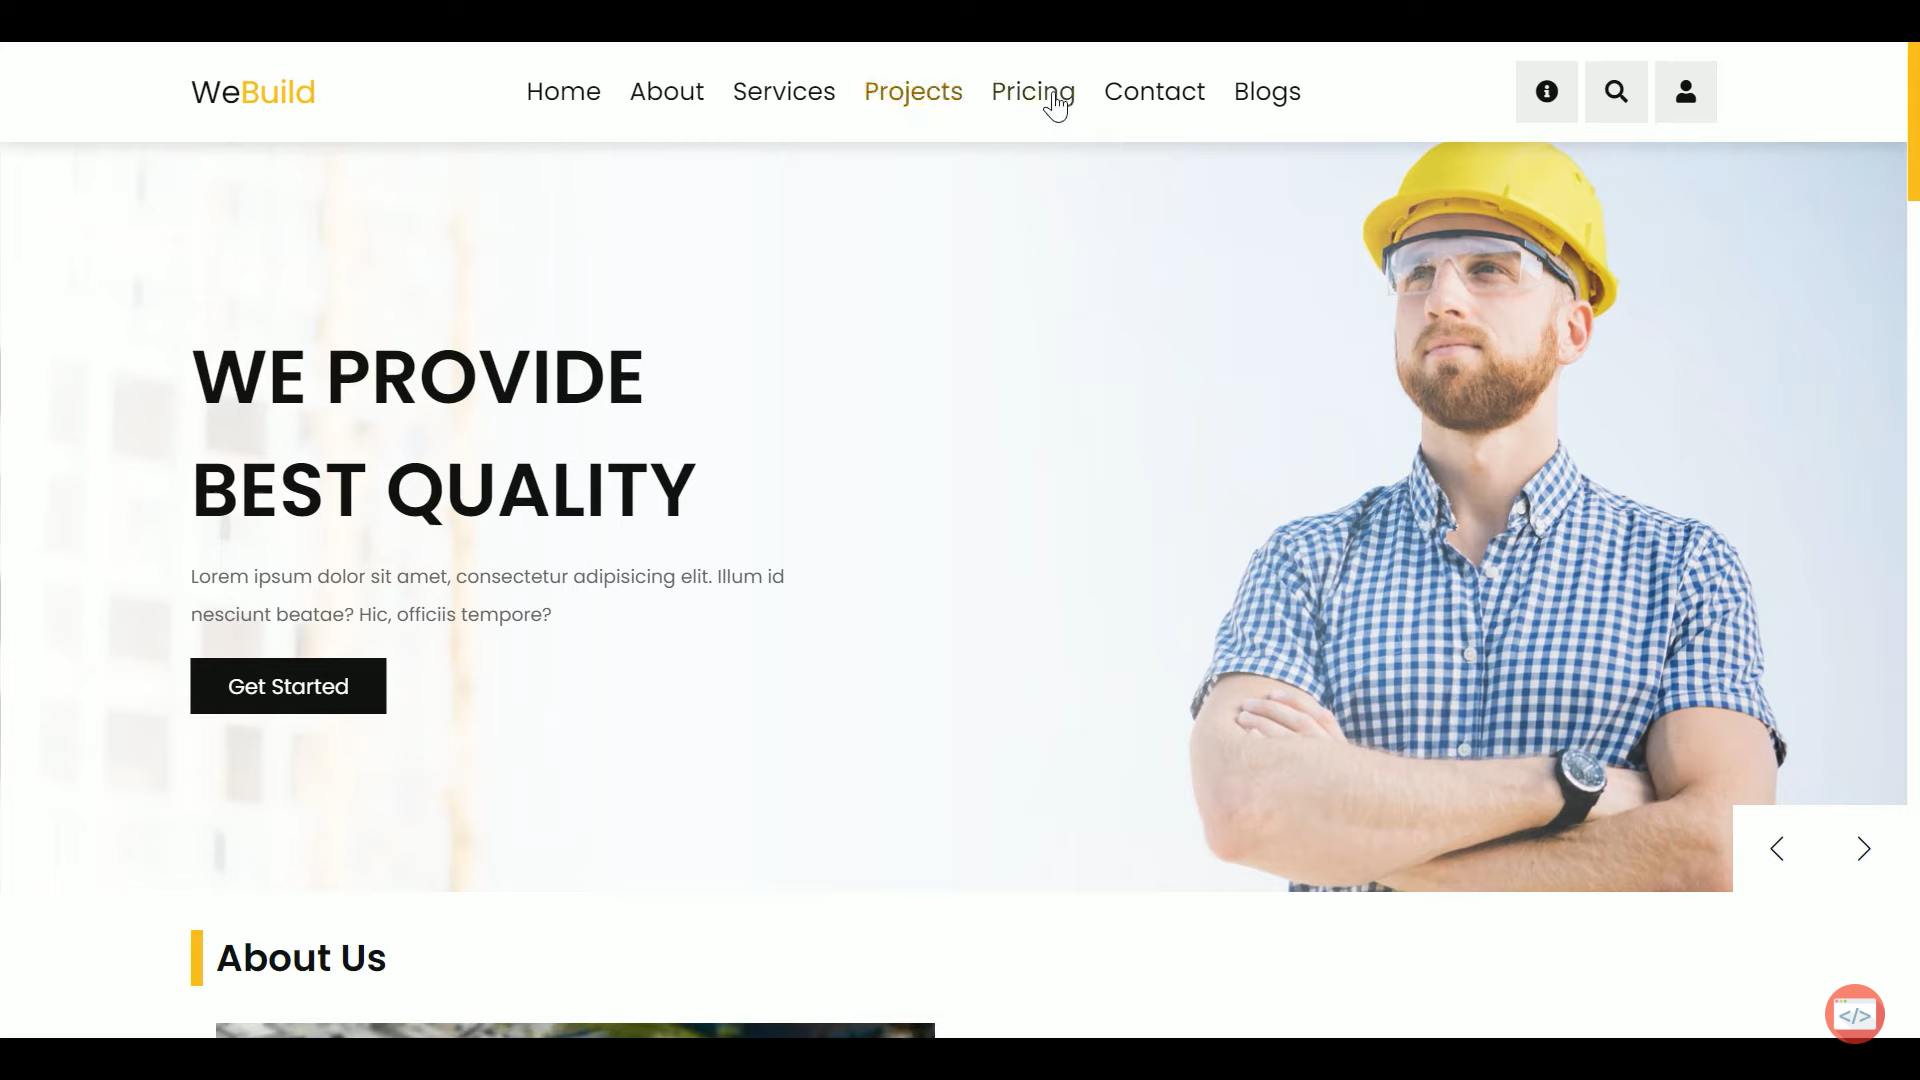 WeBuild
Home About Services Projects Pricing Contact Blogs
WE PROVIDE
BEST QUALITY
Lorem ipsum dolor sit amet, consectetur adipisicing elit. Illum id
nesciunt beatae? Hic, officiis tempore?
Get Started
About Us